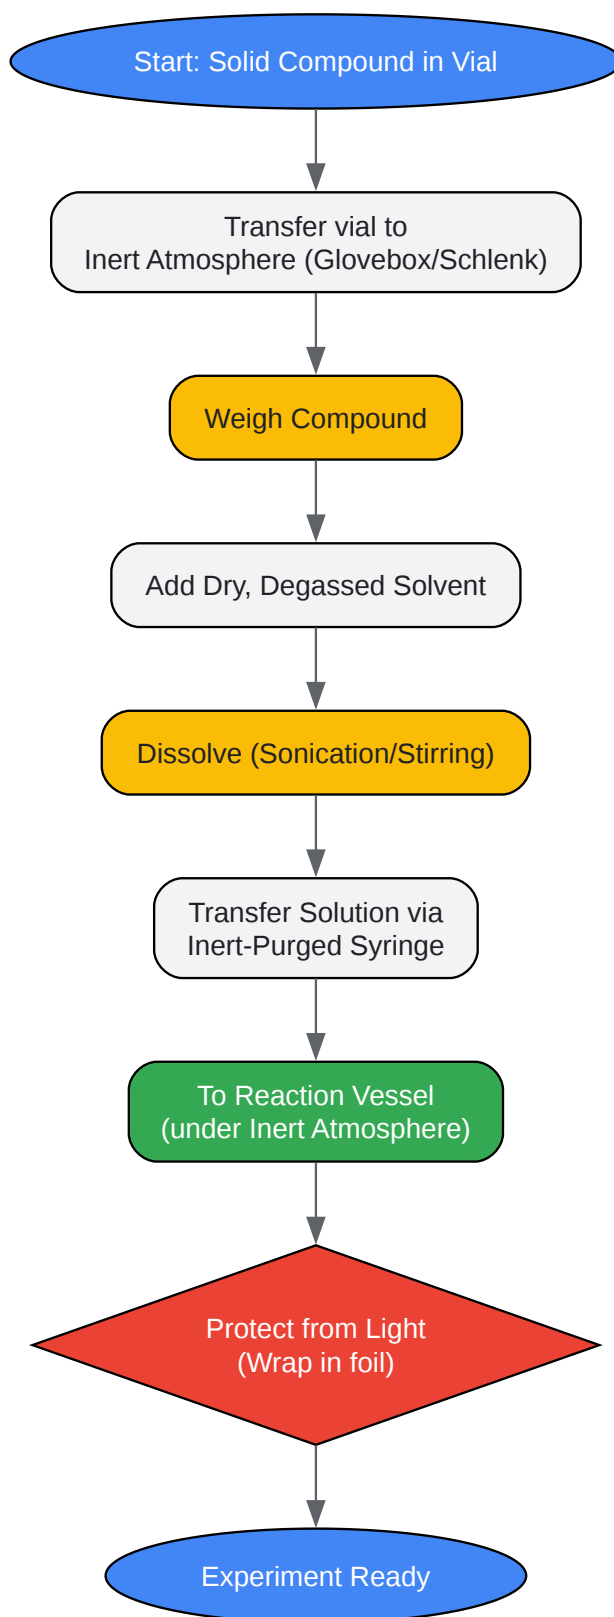 Start: Solid Compound in Vial
Transfer vial to
Inert Atmosphere (Glovebox/Schlenk)
Weigh Compound
Add Dry, Degassed Solvent
Dissolve (Sonication/Stirring)
Transfer Solution via
Inert-Purged Syringe
To Reaction Vessel
(under Inert Atmosphere)
Protect from Light
(Wrap in foil)
Experiment Ready